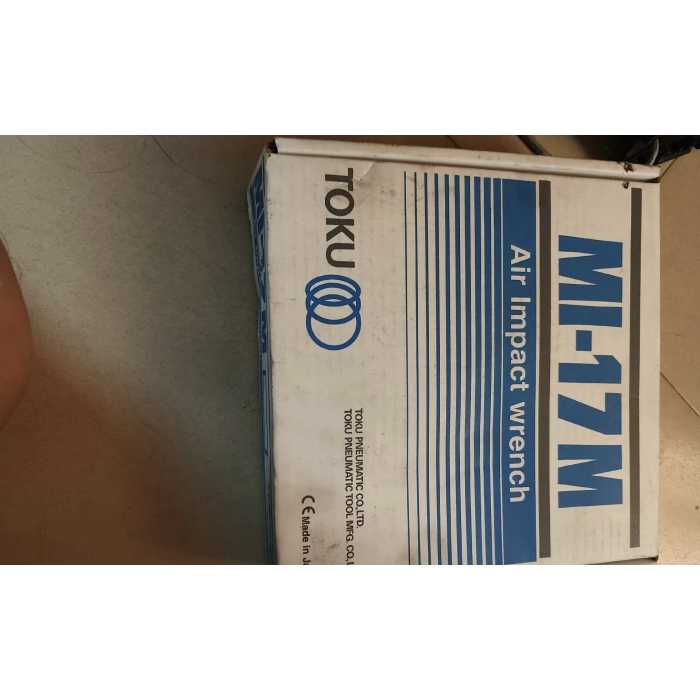 MI-17M
Air Impact wrench
TOKU
TOKU PNEUMATIC CO.,LTD.
TOKU PNEUMATIC TOOL MFG. CO.,
CE Made in